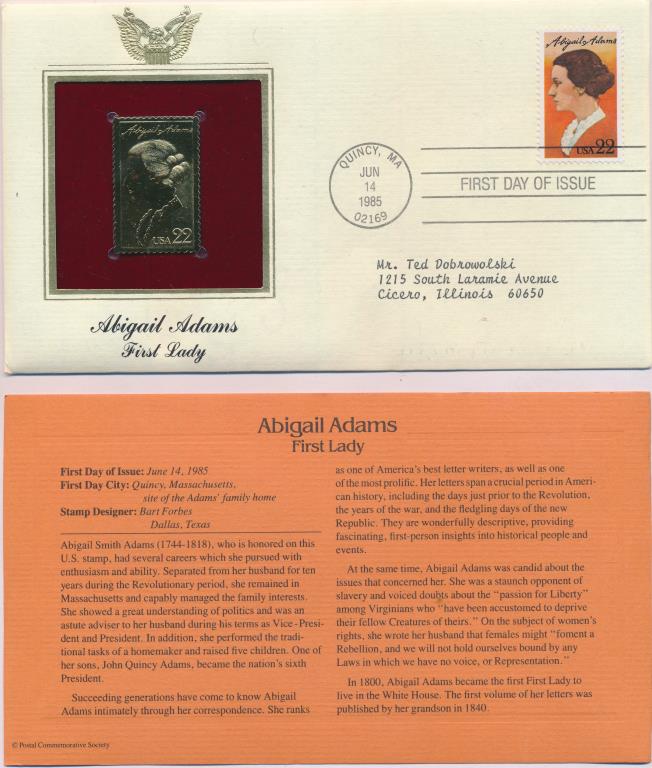 Abigail Adams
USA 22
Abigail Adams
First Lady
Abigail Adams
USA 22
QUINCY, MA
JUN
14
1985
02169
FIRST DAY OF ISSUE
Mr. Ted Dobrowolski
1215 South Laramie Avenue
Cicero, Illinois 60650
Abigail Adams
First Lady
First Day of Issue: June 14, 1985
First Day City: Quincy, Massachusetts,
site of the Adams' family home
Stamp Designer: Bart Forbes
Dallas, Texas
Abigail Smith Adams (1744-1818), who is honored on this
U.S. stamp, had several careers which she pursued with
enthusiasm and ability. Separated from her husband for ten
years during the Revolutionary period, she remained in
Massachusetts and capably managed the family interests.
She showed a great understanding of politics and was an
astute adviser to her husband during his terms as Vice-Presi-
dent and President. In addition, she performed the tradi-
tional tasks of a homemaker and raised five children. One of
her sons, John Quincy Adams, became the nation's sixth
President.
Succeeding generations have come to know Abigail
Adams intimately through her correspondence. She ranks
as one of America's best letter writers, as well as one
of the most prolific. Her letters span a crucial period in Ameri-
can history, including the days just prior to the Revolution,
the years of the war, and the fledgling days of the new
Republic. They are wonderfully descriptive, providing
fascinating, first-person insights into historical people and
events.
At the same time, Abigail Adams was candid about the
issues that concerned her. She was a staunch opponent of
slavery and voiced doubts about the "passion for Liberty"
among Virginians who "have been accustomed to deprive
their fellow Creatures of theirs." On the subject of women's
rights, she wrote her husband that females might "foment a
Rebellion, and we will not hold ourselves bound by any
Laws in which we have no voice, or Representation."
In 1800, Abigail Adams became the first First Lady to
live in the White House. The first volume of her letters was
published by her grandson in 1840.
© Postal Commemorative Society